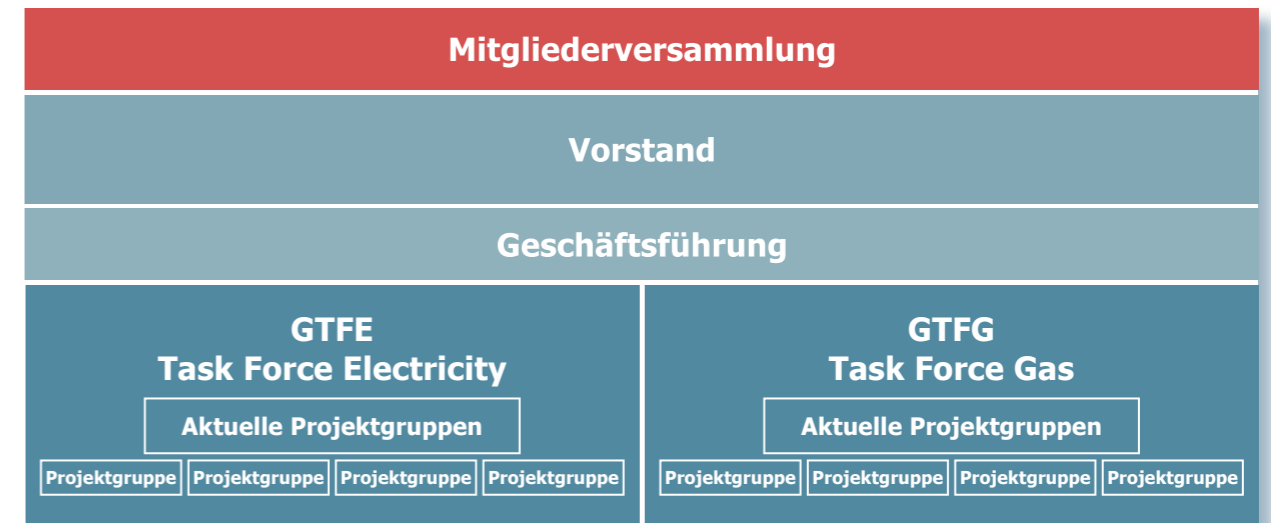 Mitgliederversammlung
Vorstand
Geschäftsführung
GTFE
Task Force Electricity
Aktuelle Projektgruppen
Projektgruppe Projektgruppe Projektgruppe Projektgruppe
GTFG
Task Force Gas
Aktuelle Projektgruppen
Projektgruppe Projektgruppe Projektgruppe Projektgruppe